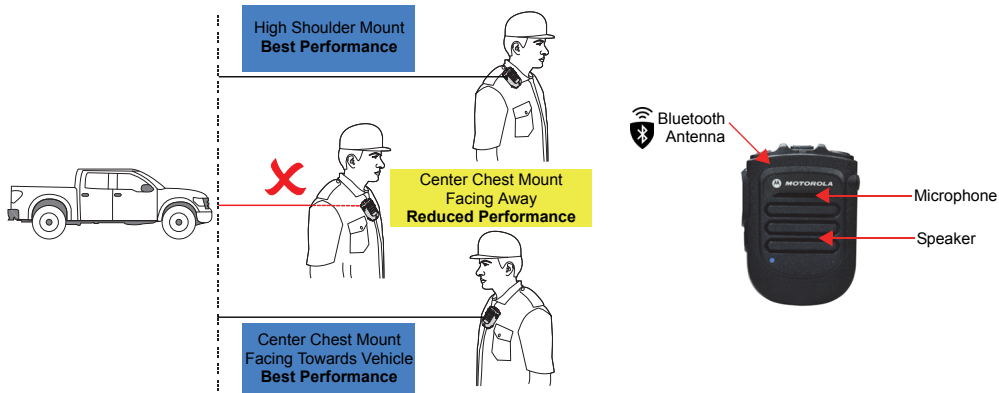 High Shoulder Mount
Best Performance
Center Chest Mount
Facing Away
Reduced Performance
Center Chest Mount
Facing Towards Vehicle
Best Performance
Bluetooth
Antenna
MOTOROLA
Microphone
Speaker